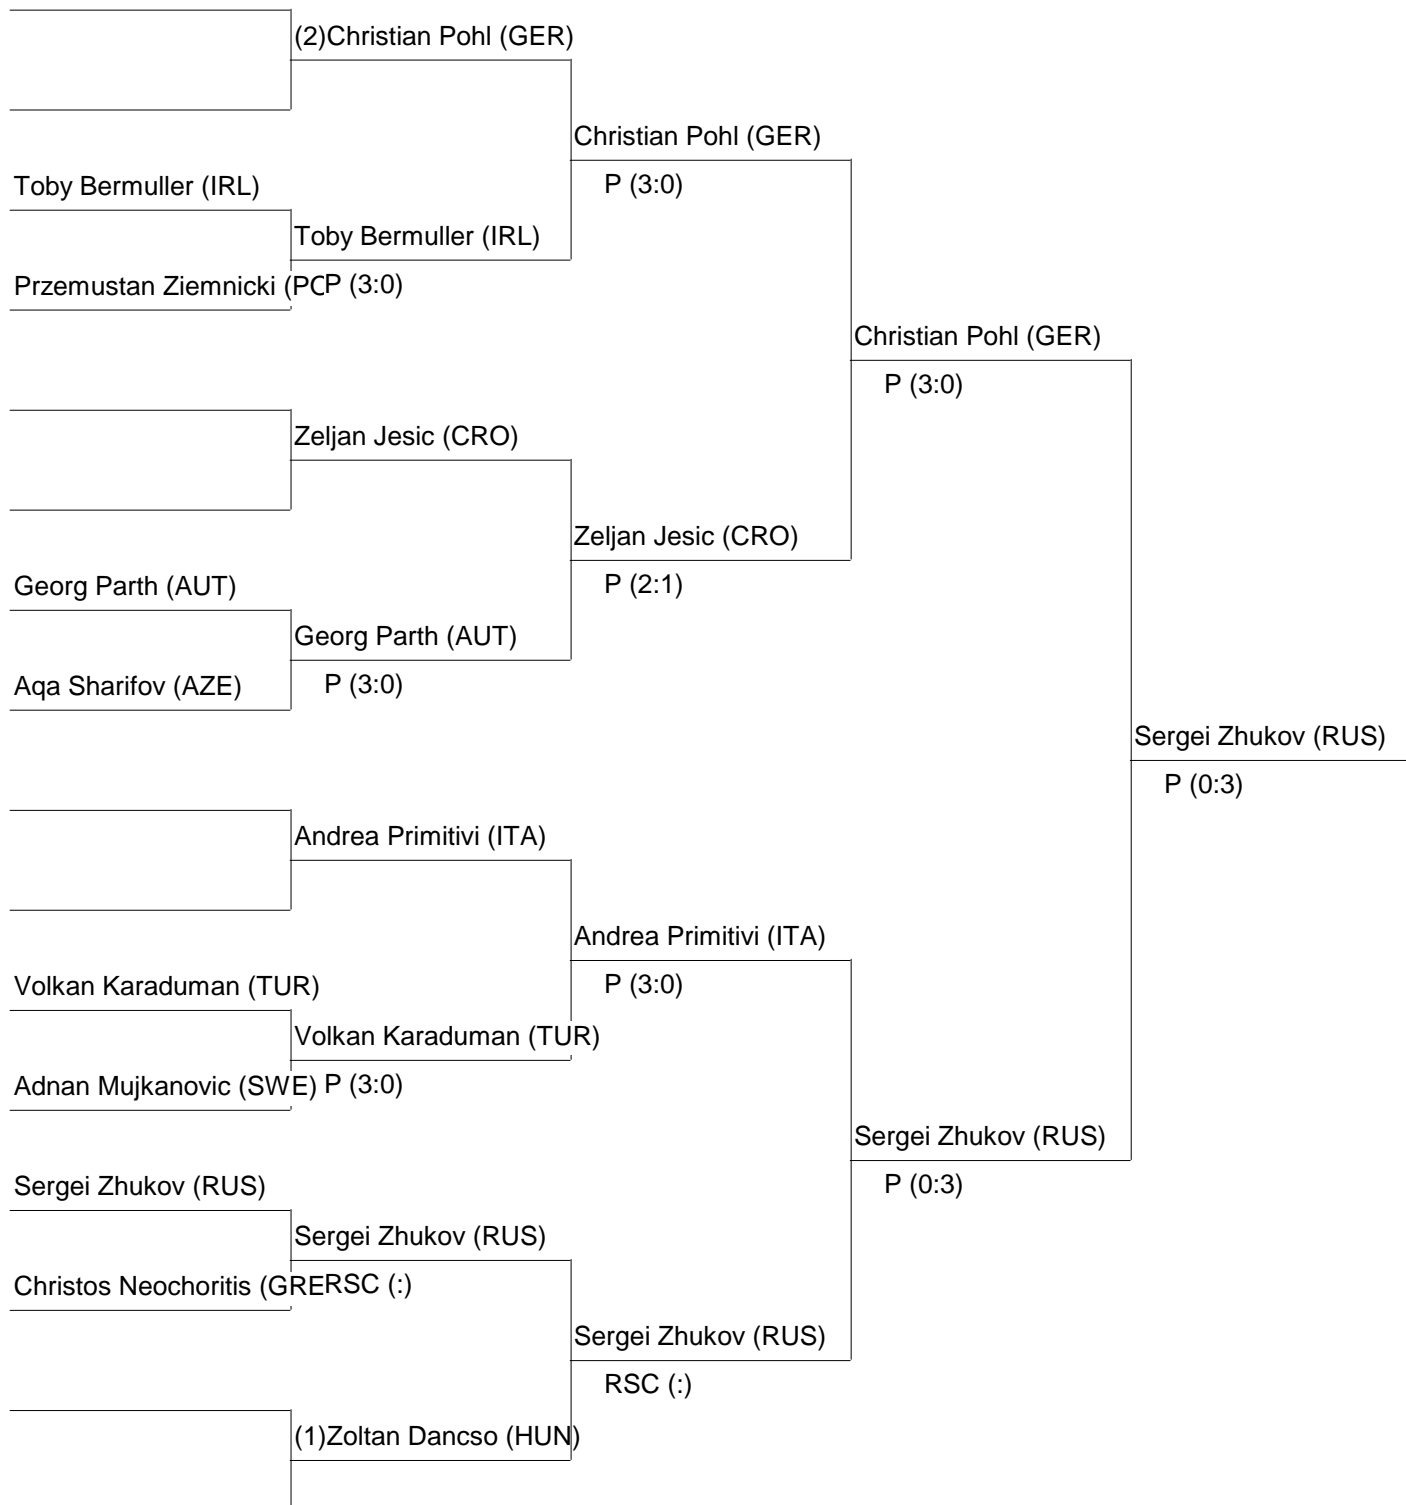 (2)Christian Pohl (GER)
Christian Pohl (GER)
P (3:0)
Toby Bermuller (IRL)
Toby Bermuller (IRL)
Przemustan Ziemnicki (PO
P (3:0)
Christian Pohl (GER)
P (3:0)
Zeljan Jesic (CRO)
Zeljan Jesic (CRO)
P (2:1)
Georg Parth (AUT)
Georg Parth (AUT)
Aqa Sharifov (AZE)
P (3:0)
Sergei Zhukov (RUS)
P (0:3)
Andrea Primitivi (ITA)
Andrea Primitivi (ITA)
P (3:0)
Volkan Karaduman (TUR)
Volkan Karaduman (TUR)
Adnan Mujkanovic (SWE)
P (3:0)
Sergei Zhukov (RUS)
P (0:3)
Sergei Zhukov (RUS)
Sergei Zhukov (RUS)
Christos Neochoritis (GRE
RSC (:)
Sergei Zhukov (RUS)
RSC (:)
(1)Zoltan Dancso (HUN)